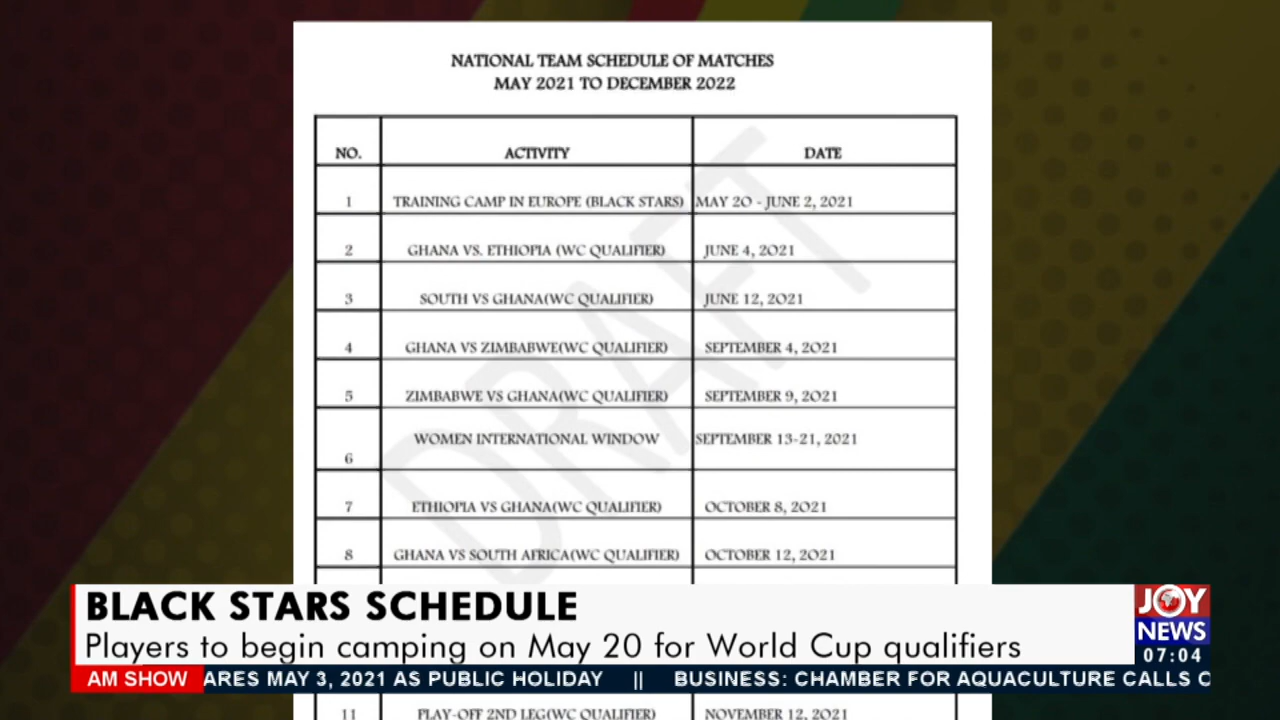 NATIONAL TEAM SCHEDULE OF MATCHES
MAY 2021 TO DECEMBER 2022
NO. ACTIVITY DATE
1 TRAINING CAMP IN EUROPE (BLACK STARS) MAY 20 - JUNE 2, 2021
2 GHANA VS. ETHIOPIA (WC QUALIFIER) JUNE 4, 2021
3 SOUTH VS GHANA(WC QUALIFIER) JUNE 12, 2021
4 GHANA VS ZIMBABWE(WC QUALIFIER) SEPTEMBER 4, 2021
5 ZIMBABWE VS GHANA(WC QUALIFIER) SEPTEMBER 9, 2021
6 WOMEN INTERNATIONAL WINDOW SEPTEMBER 13-21, 2021
7 ETHIOPIA VS GHANA(WC QUALIFIER) OCTOBER 8, 2021
8 GHANA VS SOUTH AFRICA(WC QUALIFIER) OCTOBER 12, 2021
DRAFT
BLACK STARS SCHEDULE
Players to begin camping on May 20 for World Cup qualifiers
JOY
NEWS
07:04
AM SHOW ARES MAY 3, 2021 AS PUBLIC HOLIDAY || BUSINESS: CHAMBER FOR AQUACULTURE CALLS
11 PLAY-OFF 2ND LEG(WC QUALIFIER) NOVEMBER 12, 2021